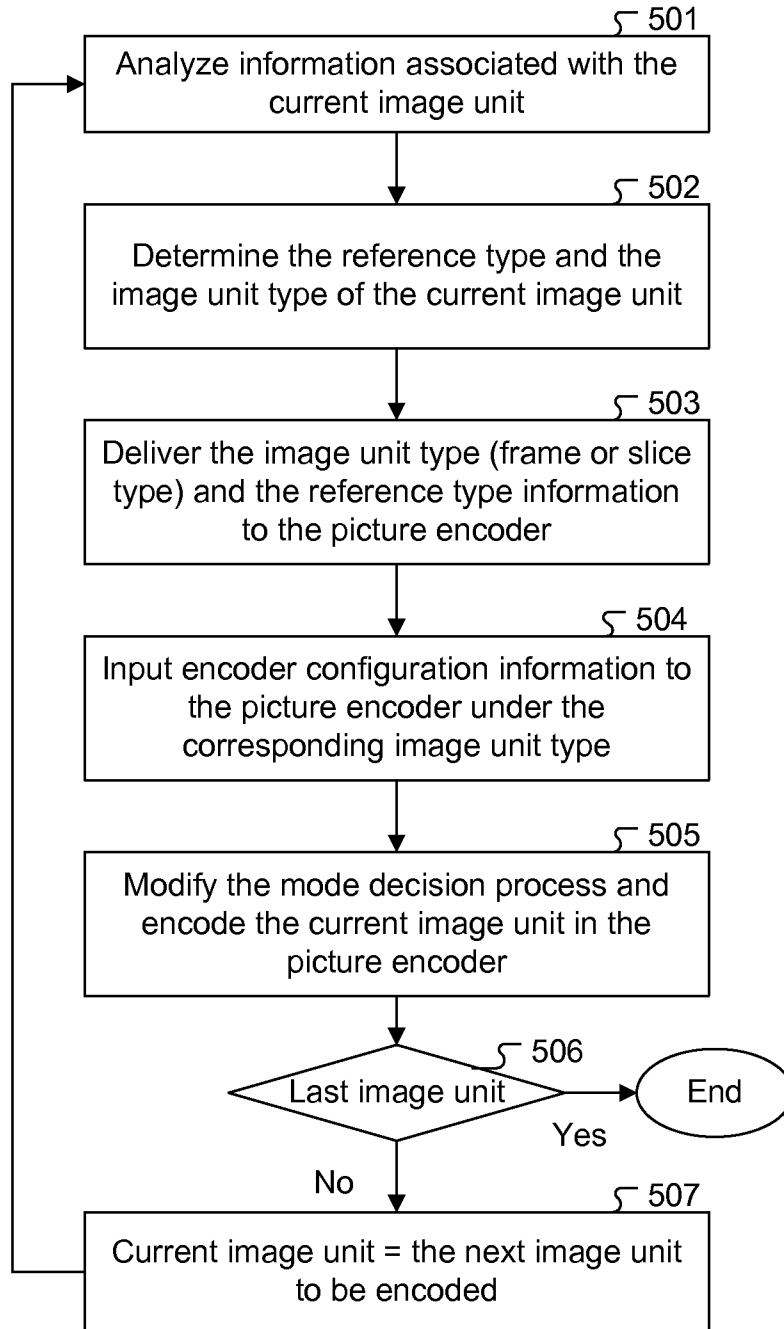 501
Analyze information associated with the
current image unit
502
Determine the reference type and the
image unit type of the current image unit
503
Deliver the image unit type (frame or slice
type) and the reference type information
to the picture encoder
504
Input encoder configuration information to
the picture encoder under the
corresponding image unit type
505
Modify the mode decision process and
encode the current image unit in the
picture encoder
506
Last image unit
End
Yes
No
507
Current image unit = the next image unit
to be encoded